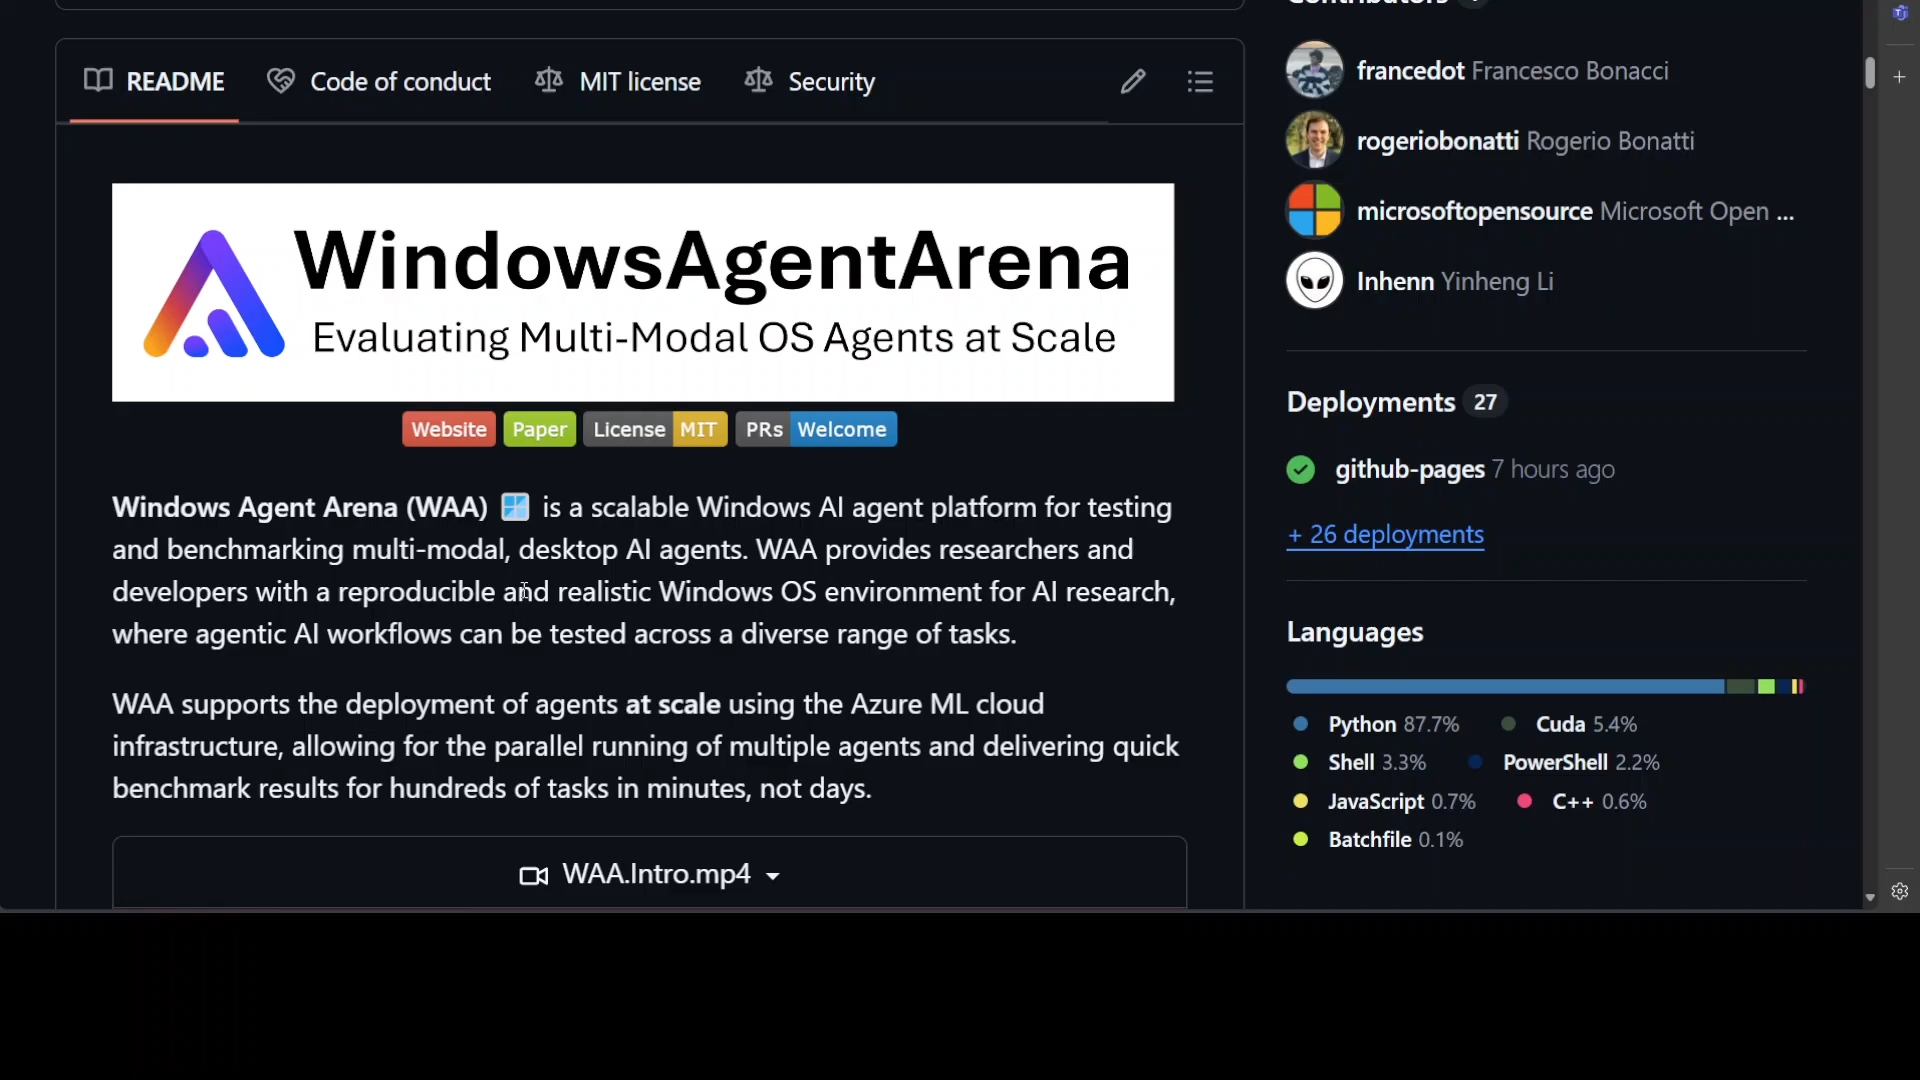 README
Code of conduct
MIT license
Security
WindowsAgentArena
Evaluating Multi-Modal OS Agents at Scale
Website
Paper
License MIT
PRs Welcome
Windows Agent Arena (WAA) is a scalable Windows AI agent platform for testing
and benchmarking multi-modal, desktop AI agents. WAA provides researchers and
developers with a reproducible and realistic Windows OS environment for AI research,
where agentic AI workflows can be tested across a diverse range of tasks.
WAA supports the deployment of agents at scale using the Azure ML cloud
infrastructure, allowing for the parallel running of multiple agents and delivering quick
benchmark results for hundreds of tasks in minutes, not days.
WAA.Intro.mp4
francedot Francesco Bonacci
rogeriobonatti Rogerio Bonatti
microsoftopensource Microsoft Open ...
Inhenn Yinheng Li
Deployments 27
github-pages 7 hours ago
+ 26 deployments
Languages
Python 87.7% Cuda 5.4%
Shell 3.3% PowerShell 2.2%
JavaScript 0.7% C++ 0.6%
Batchfile 0.1%